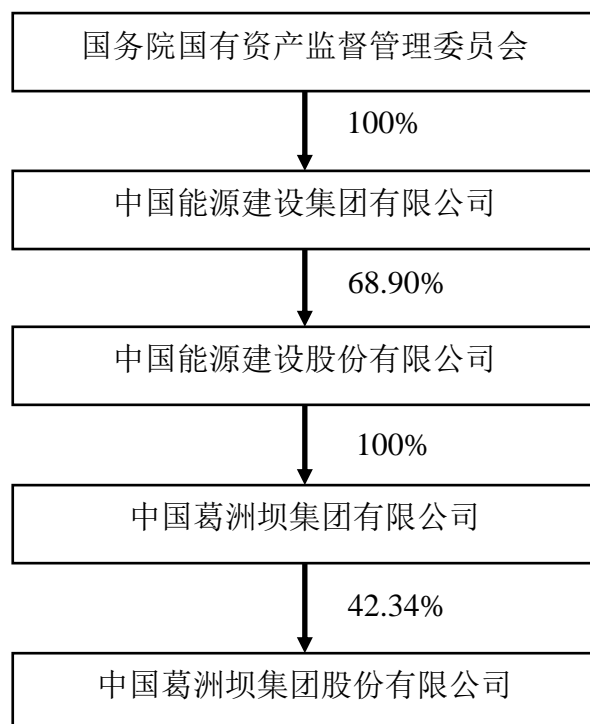 国务院国有资产监督管理委员会
100%
中国能源建设集团有限公司
68.90%
中国能源建设股份有限公司
100%
中国葛洲坝集团有限公司
42.34%
中国葛洲坝集团股份有限公司